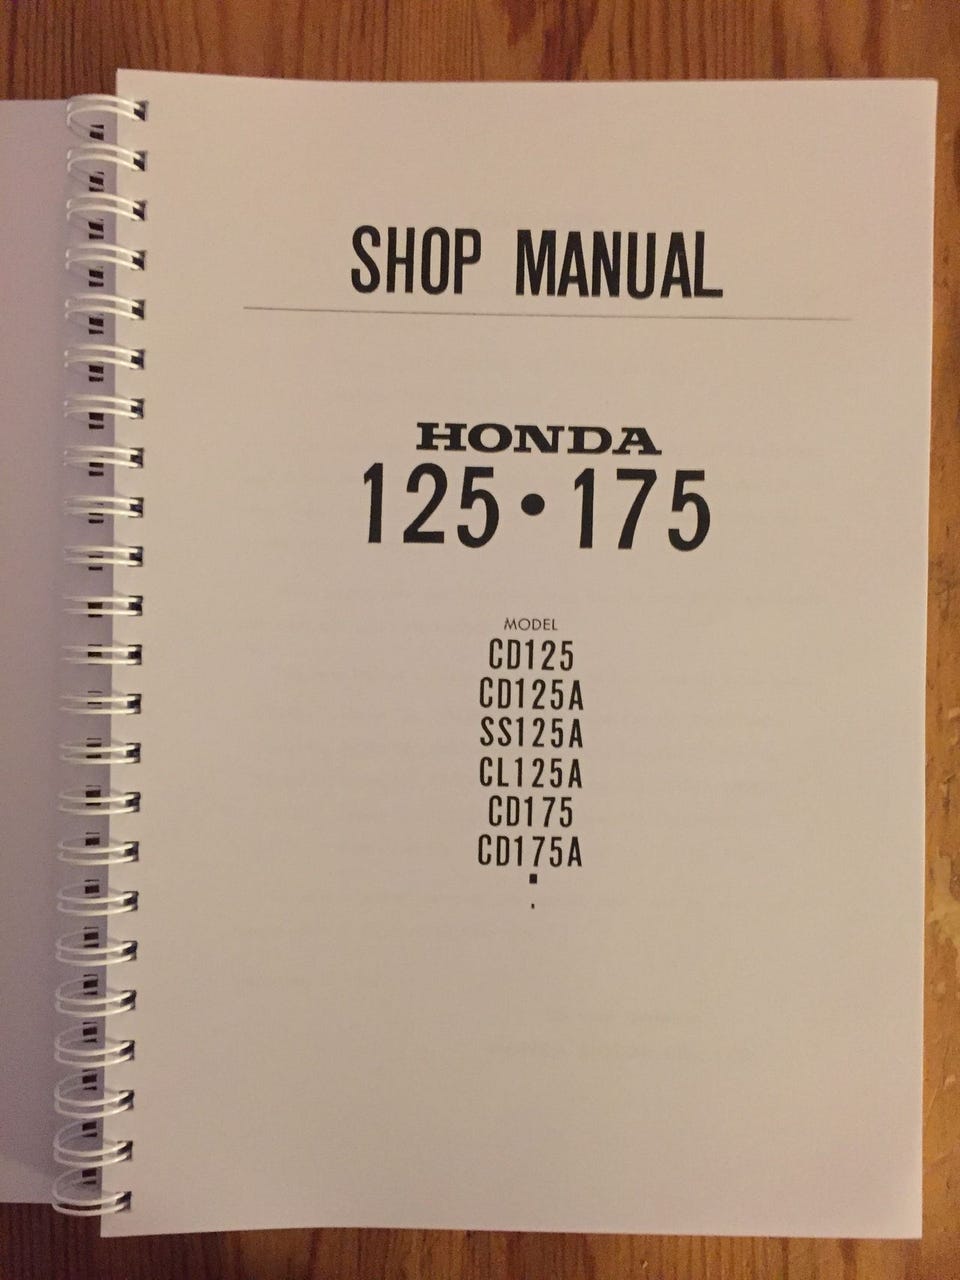 SHOP MANUAL
HONDA
125•175
MODEL
CD125
CD125A
SS125A
CL125A
CD175
CD175A